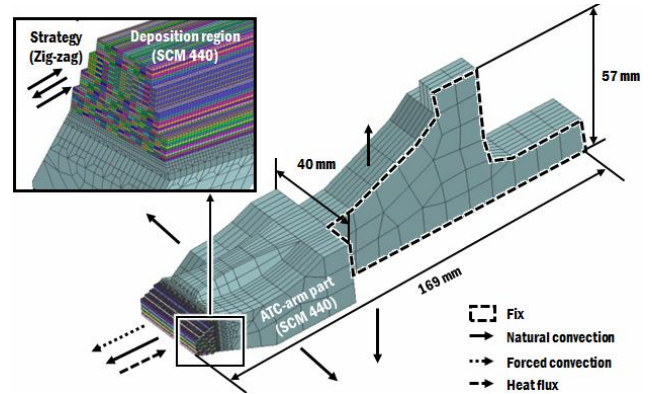 Strategy
(Zig-zag)
Deposition region
(SCM 440)
57 mm
40 mm
169 mm
ATC-arm part
(SCM 440)
Fix
Natural convection
Forced convection
Heat flux